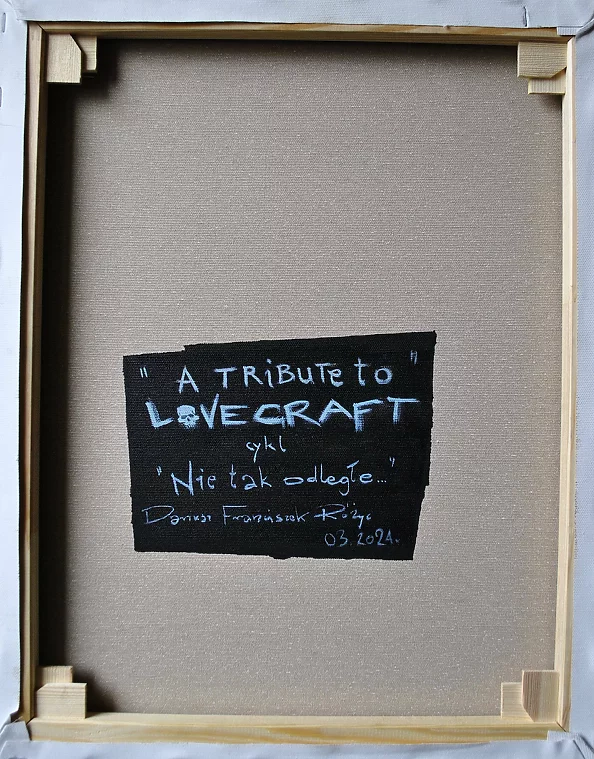 "A TRiBUTe to"
LOVECRAFT
cykl
"Nie tak odległe..."
Dariusz Franciszek Różyc
03.2024.